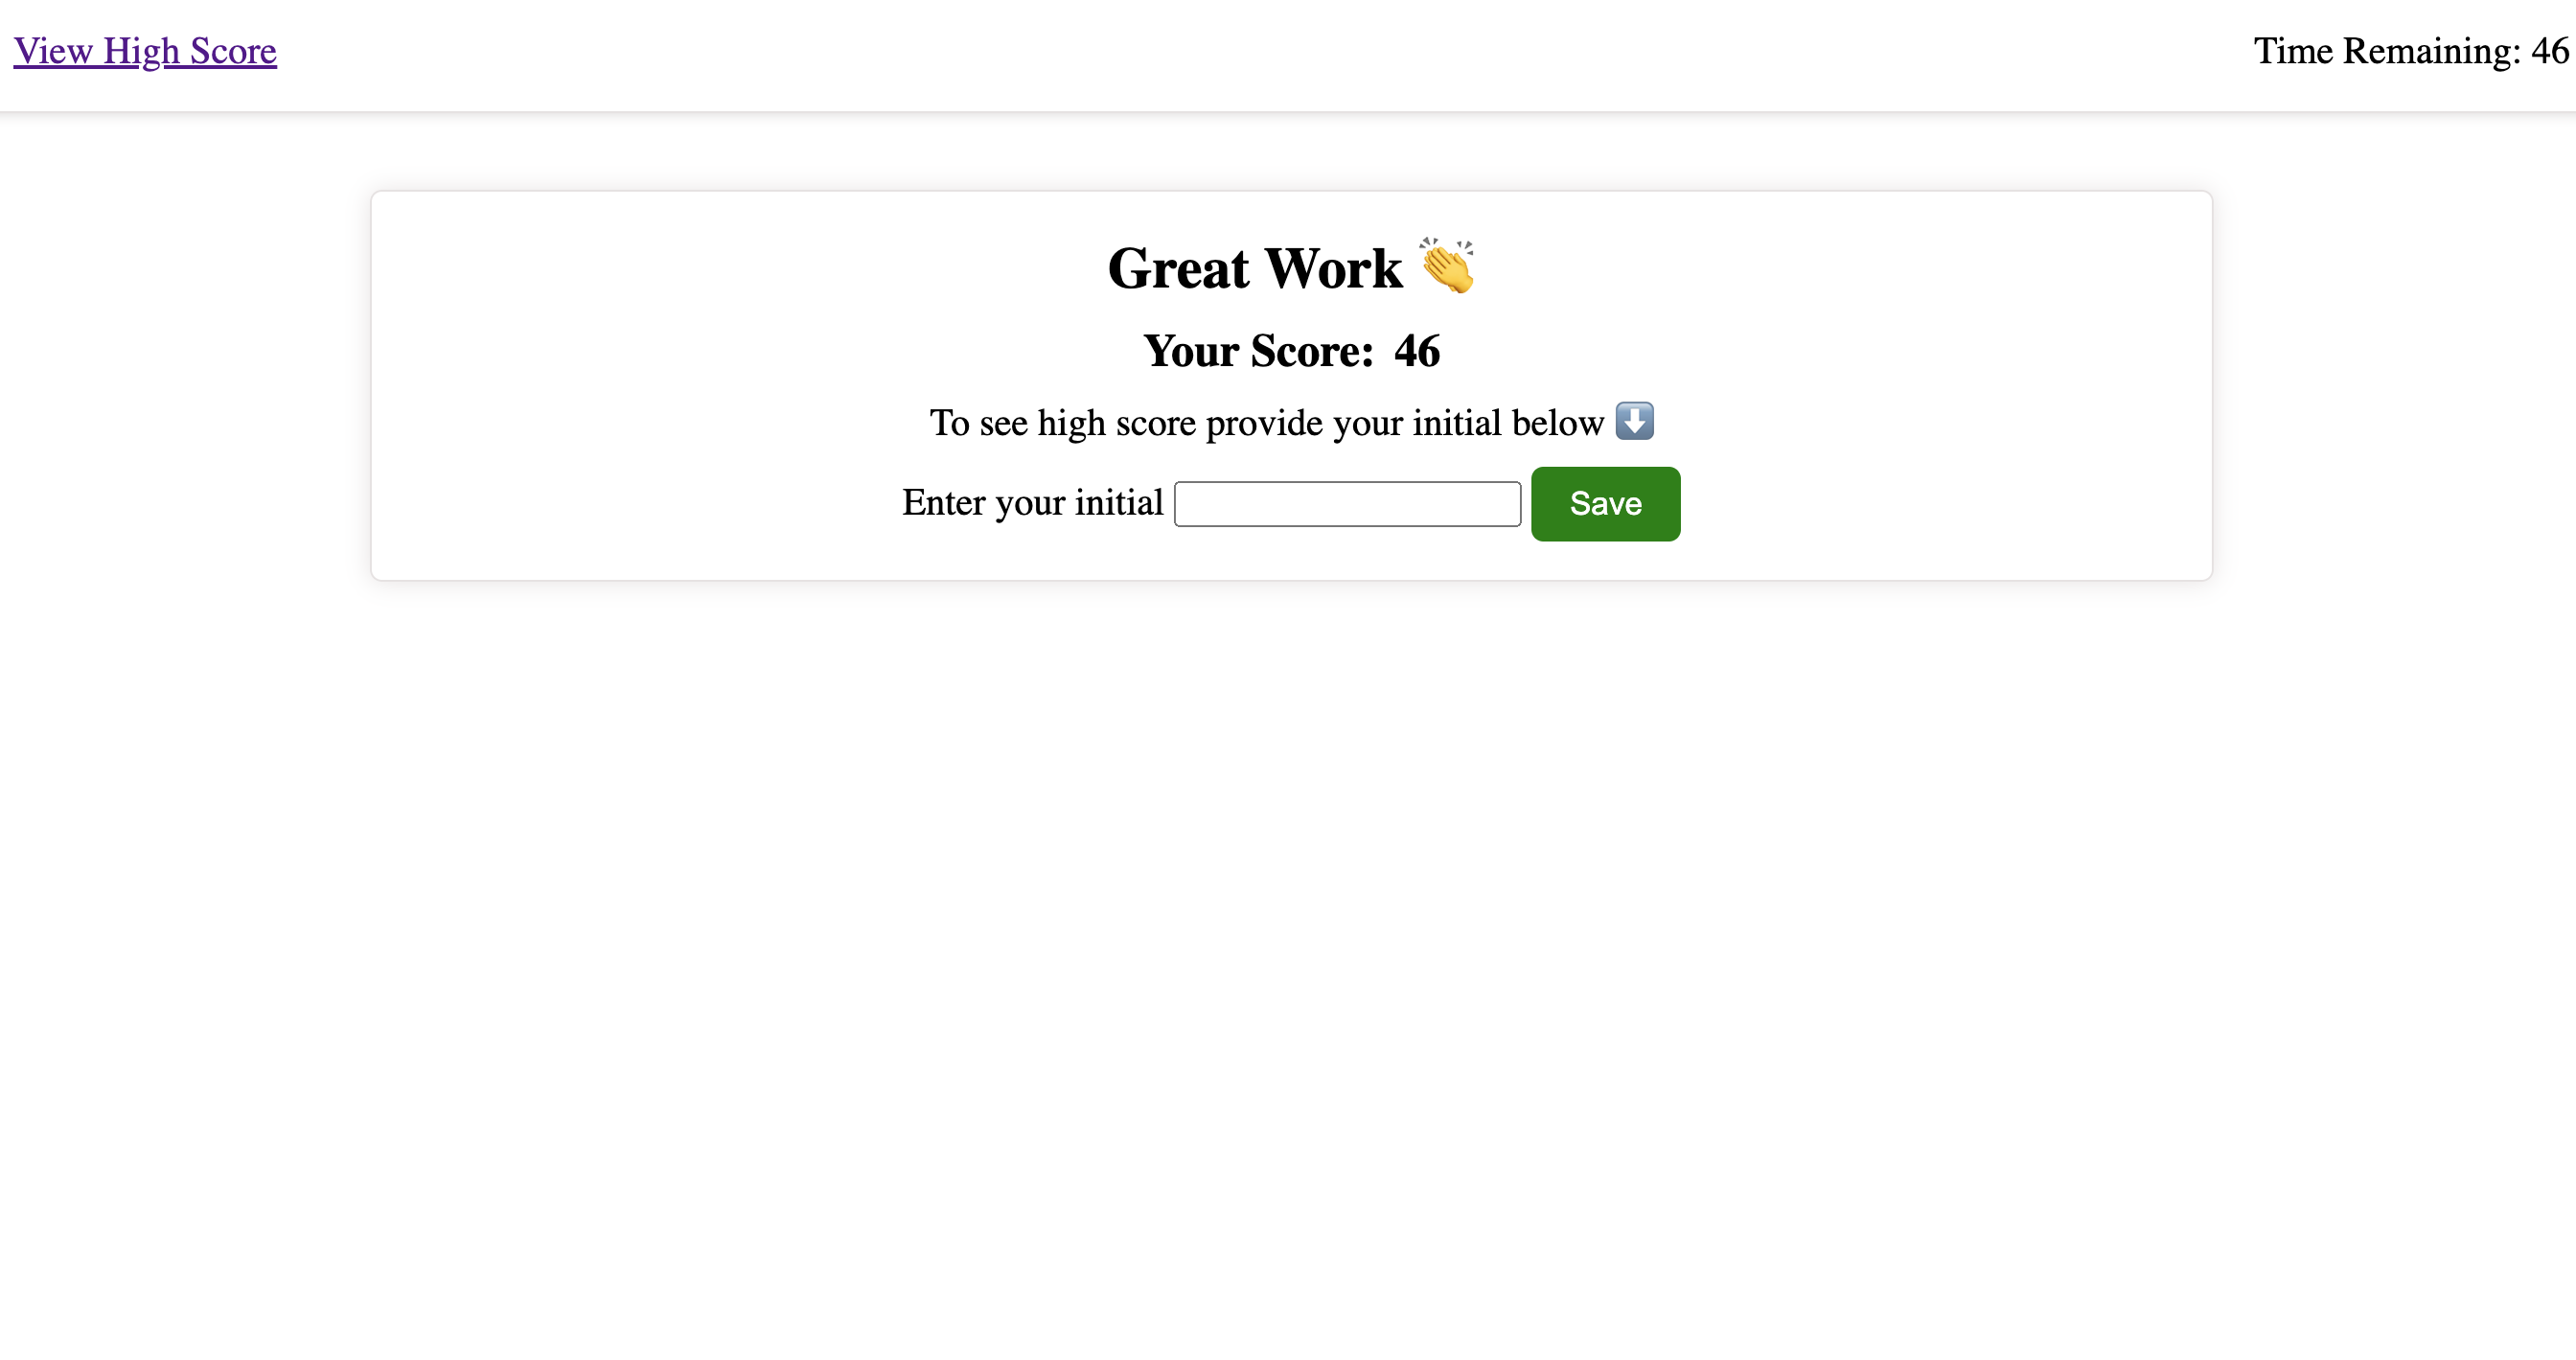 View High Score
Time Remaining: 46
Great Work 👏
Your Score: 46
To see high score provide your initial below ⬇️
Enter your initial
Save